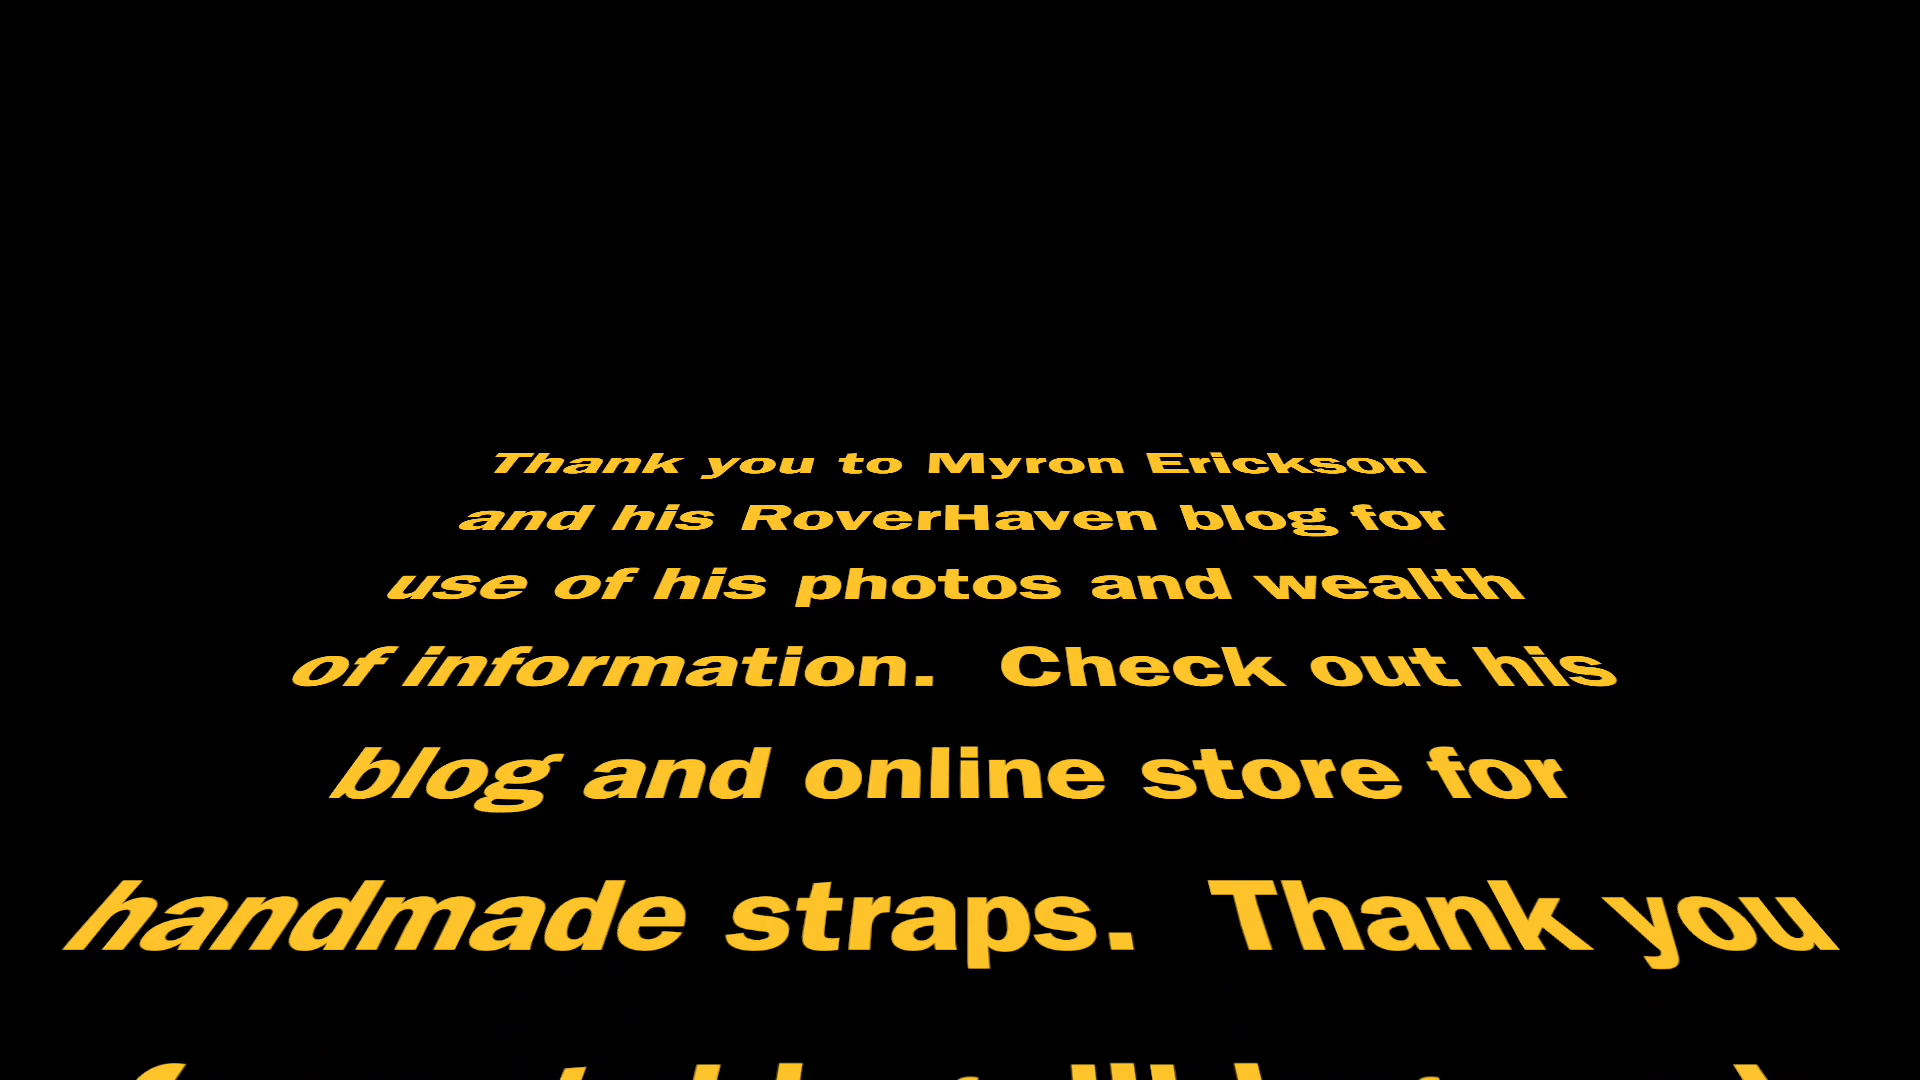 Thank you to Myron Erickson
and his RoverHaven blog for
use of his photos and wealth
of information.  Check out his
blog and online store for
handmade straps.  Thank you